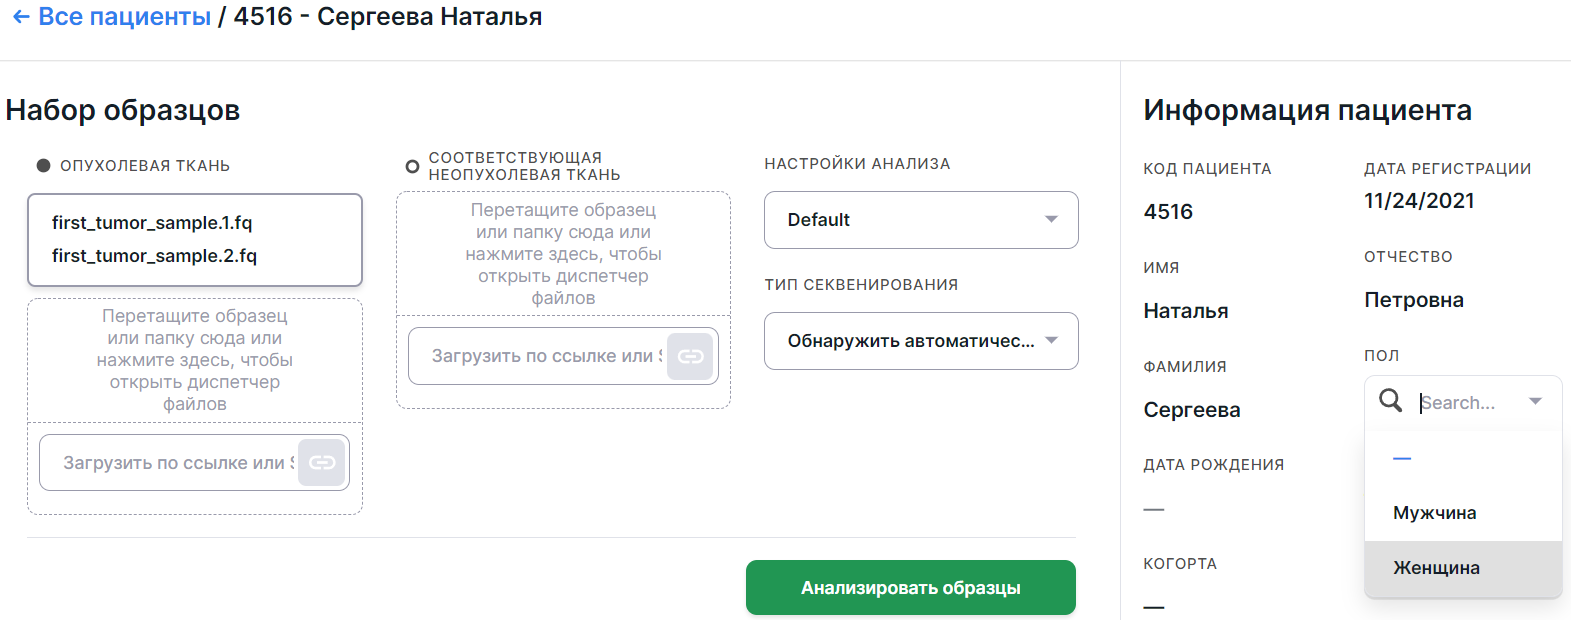 ← Все пациенты / 4516 - Сергеева Наталья
Набор образцов
ОПУХОЛЕВАЯ ТКАНЬ
first_tumor_sample.1.fq
first_tumor_sample.2.fq
Перетащите образец
или папку сюда или
нажмите здесь, чтобы
открыть диспетчер
файлов
Загрузить по ссылке или
СООТВЕТСТВУЮЩАЯ
НЕОПУХОЛЕВАЯ ТКАНЬ
Перетащите образец
или папку сюда или
нажмите здесь, чтобы
открыть диспетчер
файлов
Загрузить по ссылке или
НАСТРОЙКИ АНАЛИЗА
Default
ТИП СЕКВЕНИРОВАНИЯ
Обнаружить автоматичес...
Анализировать образцы
Информация пациента
КОД ПАЦИЕНТА
4516
ДАТА РЕГИСТРАЦИИ
11/24/2021
ИМЯ
Наталья
ОТЧЕСТВО
Петровна
ФАМИЛИЯ
Сергеева
ПОЛ
Search...
—
Мужчина
Женщина
ДАТА РОЖДЕНИЯ
—
КОГОРТА
—